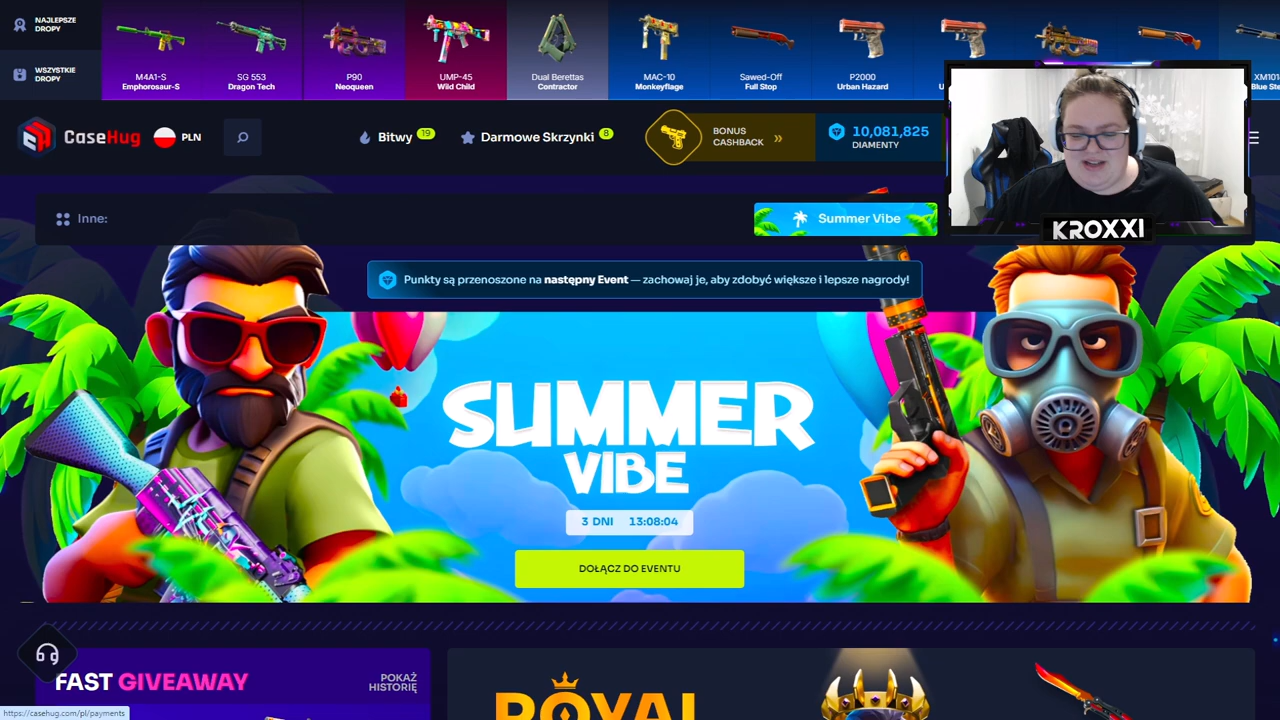 NAJLEPSZE
DROPY
WSZYSTKIE
DROPY
M4A1-S
Emphorosaur-S
SG 553
Dragon Tech
P90
Neoqueen
UMP-45
Wild Child
Dual Berettas
Contractor
MAC-10
Monkeyflage
Sawed-Off
Full Stop
P2000
Urban Hazard
XM101
Blue Ste
CaseHug
PLN
Bitwy 19
Darmowe Skrzynki 8
BONUS
CASHBACK »
10,081,825
DIAMENTY
KROXXI
Inne:
Summer Vibe
Punkty są przenoszone na następny Event — zachowaj je, aby zdobyć większe i lepsze nagrody!
SUMMER
VIBE
3 DNI 13:08:04
DOŁĄCZ DO EVENTU
FAST GIVEAWAY
POKAŻ
HISTORIĘ
ROYAL
https://casehug.com/pl/payments